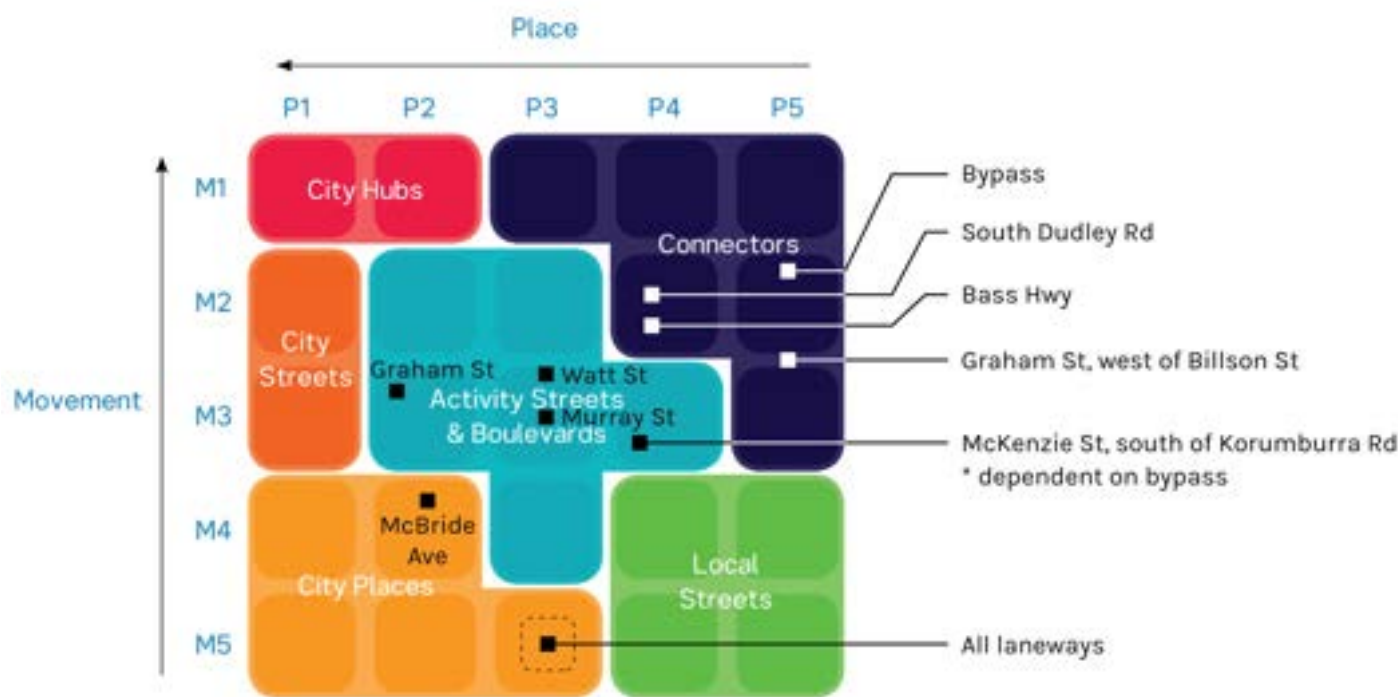 Place
P1 P2 P3 P4 P5
M1
City Hubs
Bypass
Connectors
South Dudley Rd
M2
Bass Hwy
City
Streets
Graham St
Watt St
Graham St, west of Billson St
Movement
M3
Activity Streets
& Boulevards
Murray St
McKenzie St, south of Korumburra Rd
* dependent on bypass
M4
McBride
Ave
City Places
Local
Streets
M5
All laneways